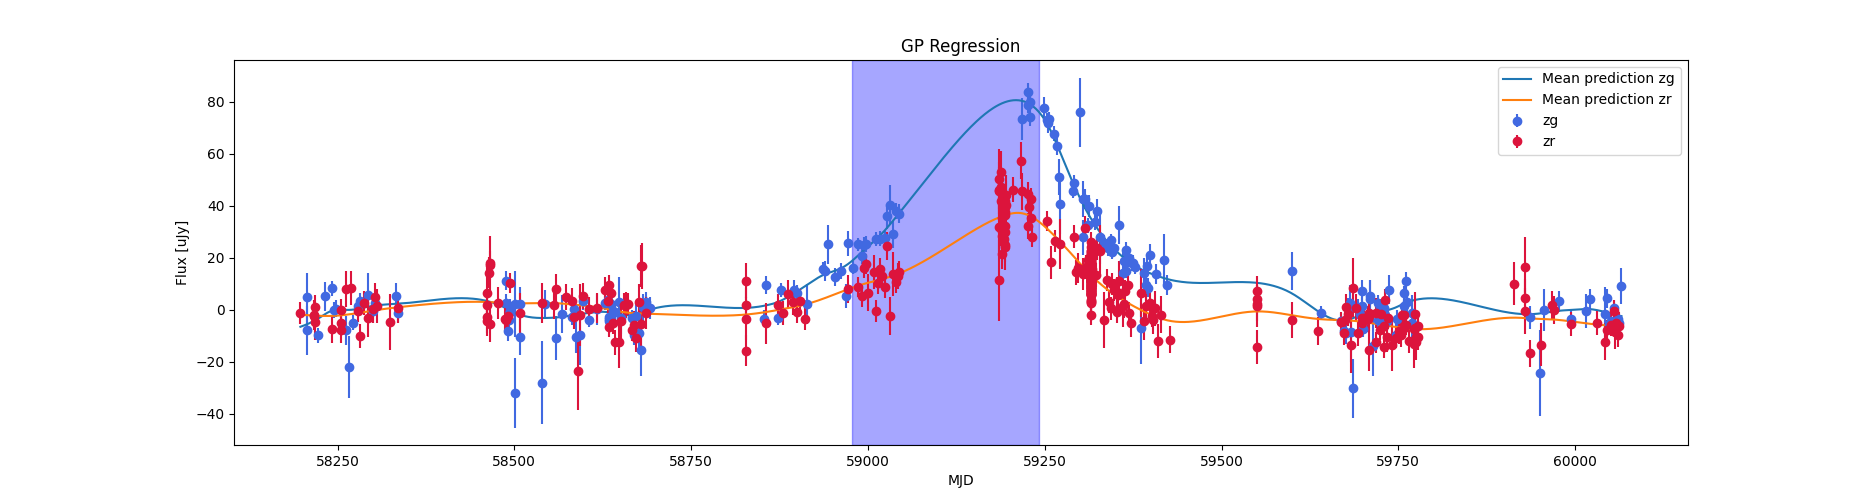 GP Regression
Mean prediction zg
Mean prediction zr
zg
zr
Flux [uJy]
80
60
40
20
0
−20
−40
58250 58500 58750 59000 59250 59500 59750 60000
MJD